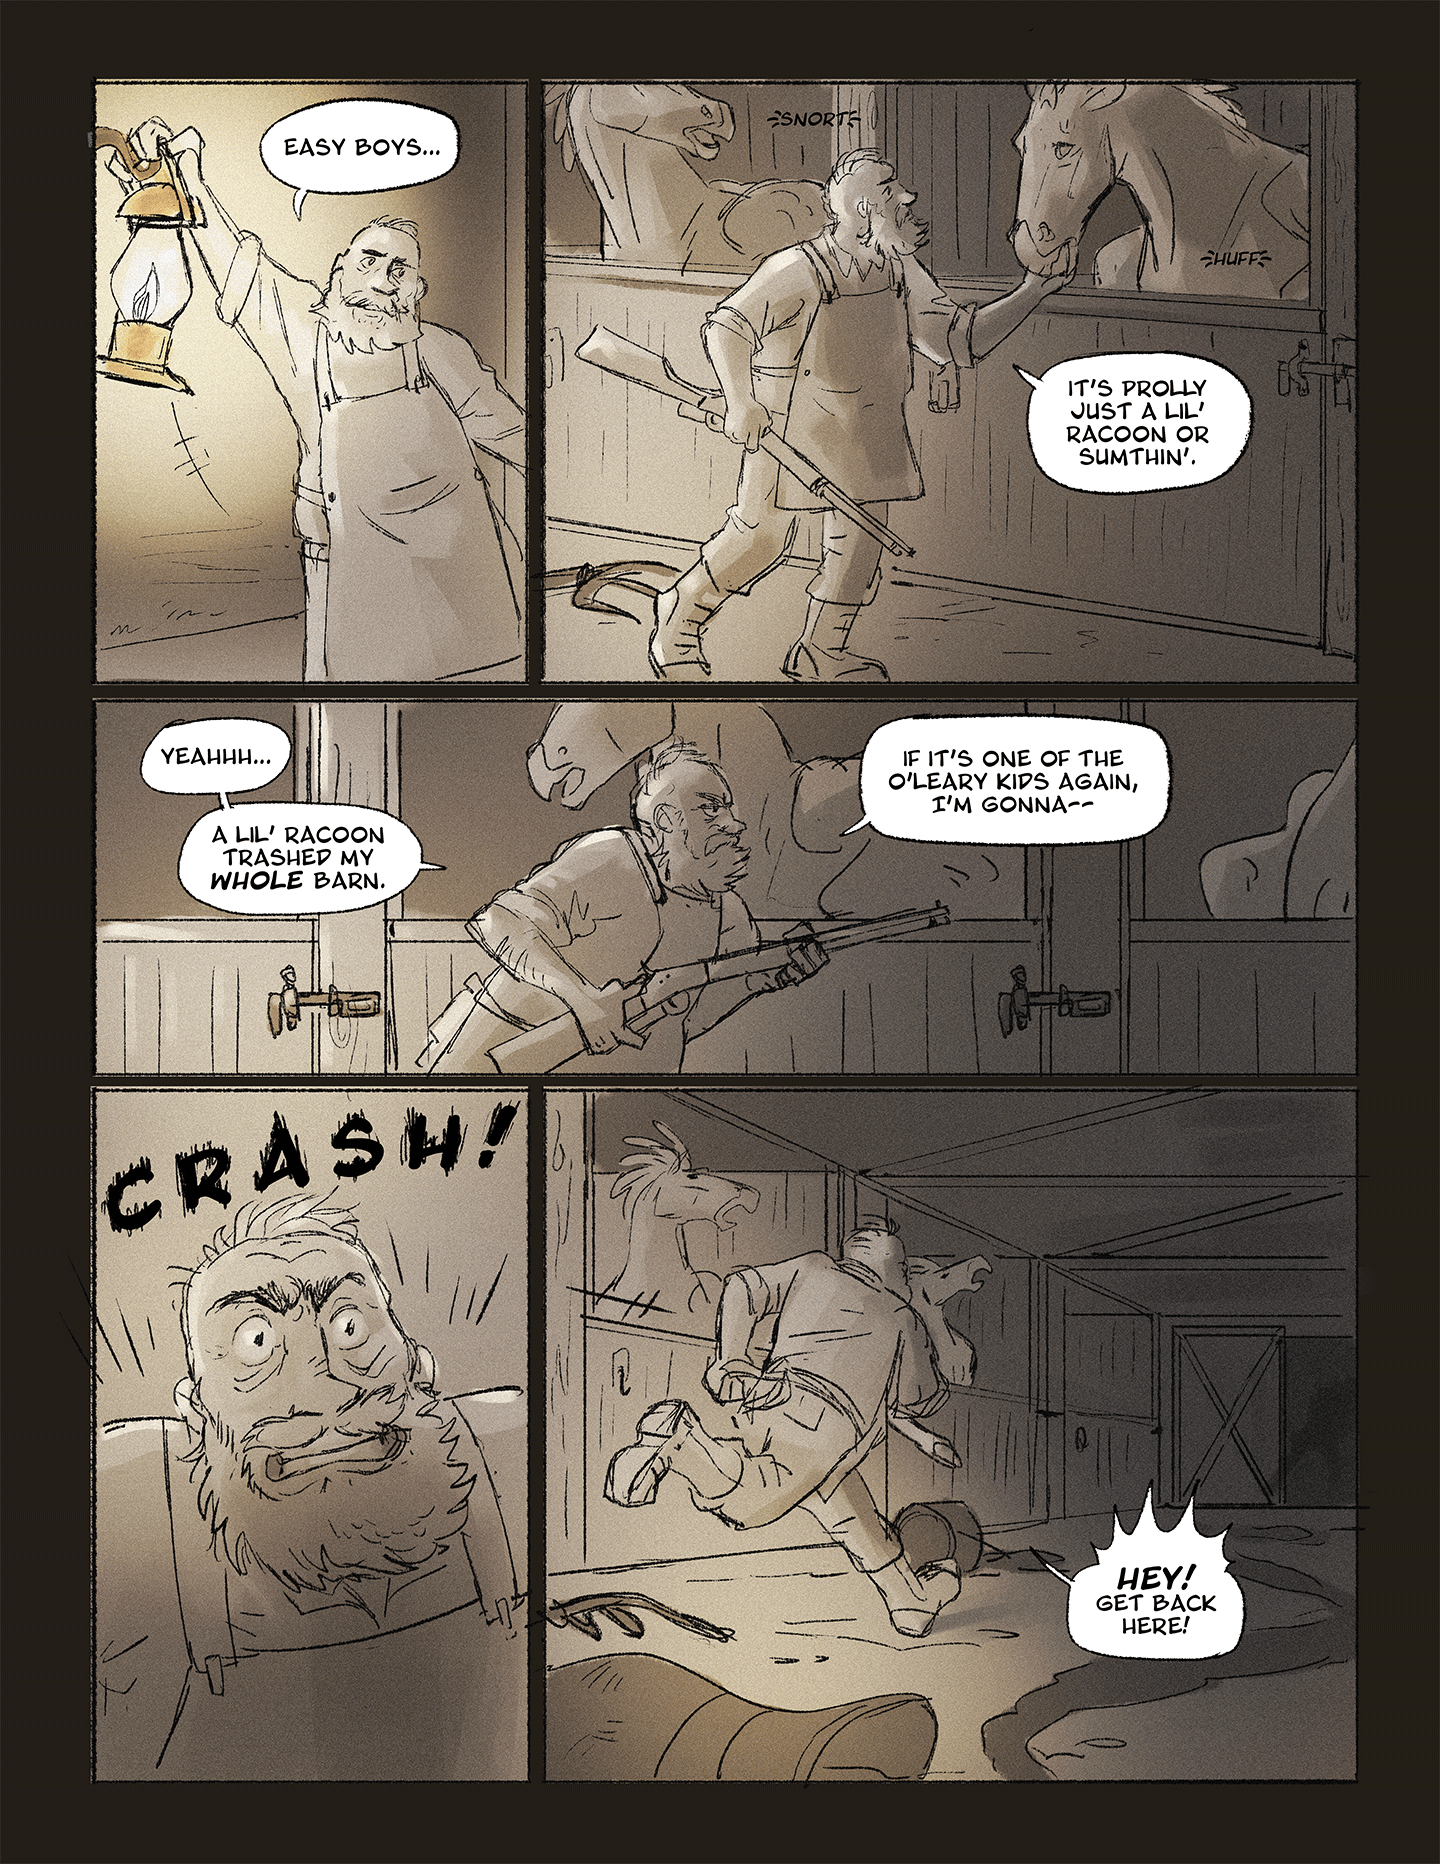 EASY BOYS...
SNORT
HUFF
IT'S PROLLY
JUST A LIL'
RACOON OR
SUMTHIN'.
YEAHHH...
A LIL' RACOON
TRASHED MY
WHOLE BARN.
IF IT'S ONE OF THE
O'LEARY KIDS AGAIN,
I'M GONNA--
CRASH!
HEY!
GET BACK
HERE!